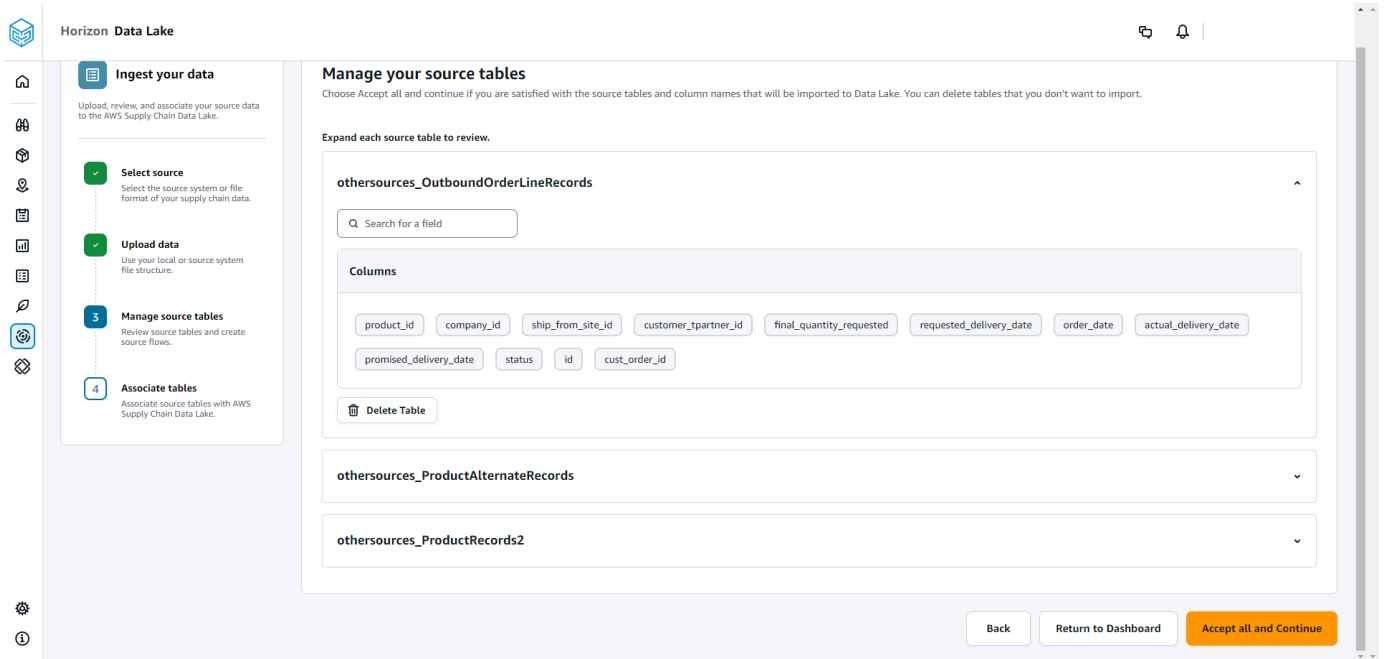 Horizon Data Lake
Ingest your data
Upload, review, and associate your source data
to the AWS Supply Chain Data Lake.
Select source
Select the source system or file
format of your supply chain data.
Upload data
Use your local or source system
file structure.
3
Manage source tables
Review source tables and create
source flows.
4
Associate tables
Associate source tables with AWS
Supply Chain Data Lake.
Manage your source tables
Choose Accept all and continue if you are satisfied with the source tables and column names that will be imported to Data Lake. You can delete tables that you don't want to import.
Expand each source table to review.
othersources_OutboundOrderLineRecords
Search for a field
Columns
product_id company_id ship_from_site_id customer_tpartner_id final_quantity_requested requested_delivery_date order_date actual_delivery_date
promised_delivery_date status id cust_order_id
Delete Table
othersources_ProductAlternateRecords
othersources_ProductRecords2
Back Return to Dashboard Accept all and Continue